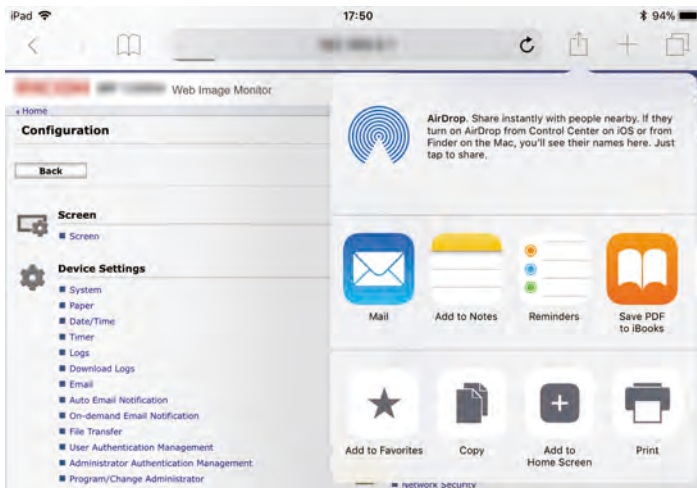 iPad
17:50
94%
Web Image Monitor
Home
Configuration
Back
Screen
Screen
Device Settings
System
Paper
Date/Time
Timer
Logs
Download Logs
Email
Auto Email Notification
On-demand Email Notification
File Transfer
User Authentication Management
Administrator Authentication Management
Program/Change Administrator
AirDrop. Share instantly with people nearby. If they
turn on AirDrop from Control Center on iOS or from
Finder on the Mac, you'll see their names here. Just
tap to share.
Mail
Add to Notes
Reminders
Save PDF
to iBooks
Add to Favorites
Copy
Add to
Home Screen
Print
Network Security